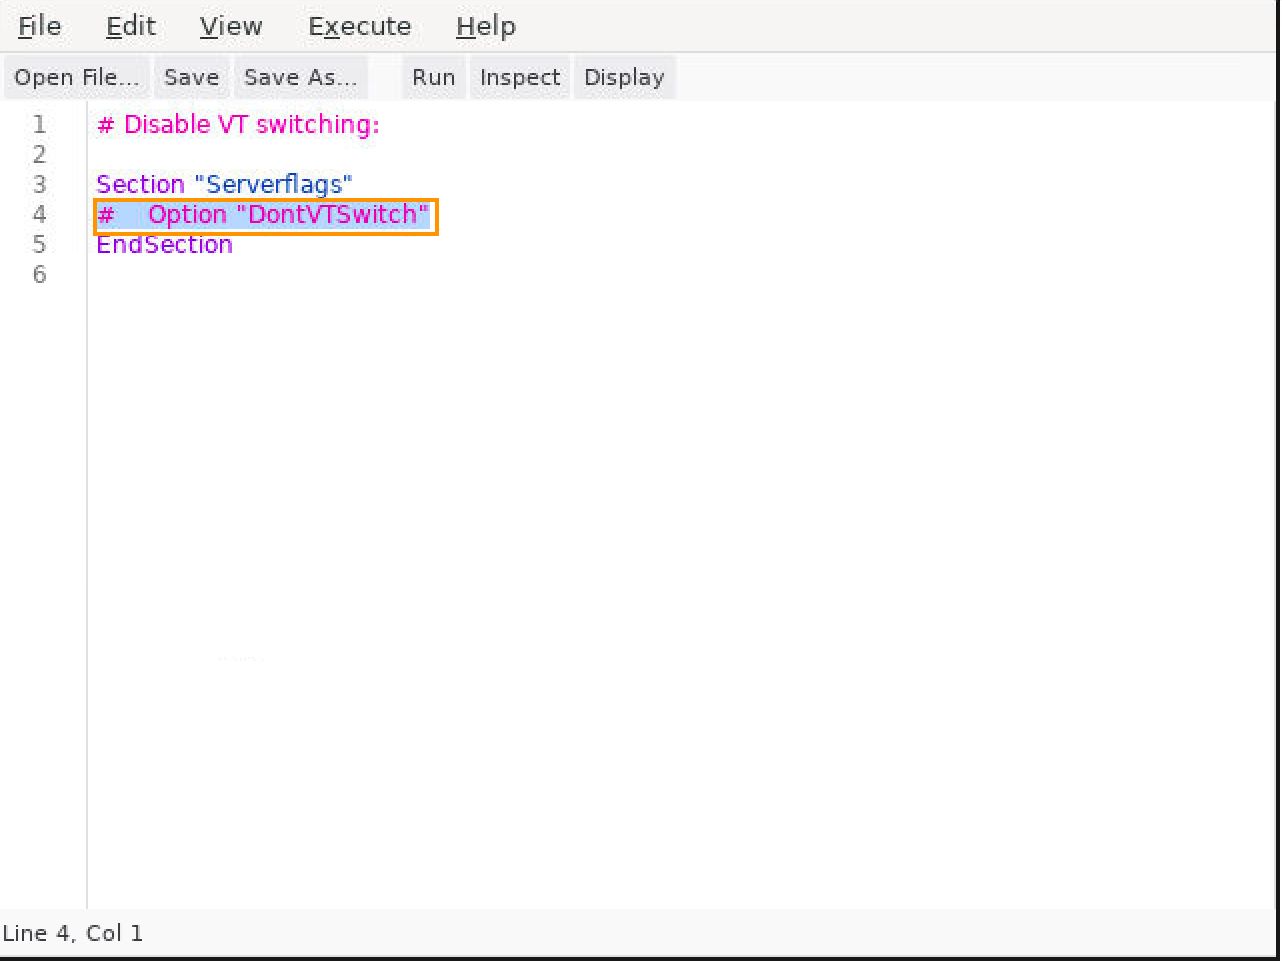 File Edit View Execute Help
Open File... Save Save As... Run Inspect Display
1 # Disable VT switching:
2
3 Section "Serverflags"
4 #    Option "DontVTSwitch"
5 EndSection
6
Line 4, Col 1